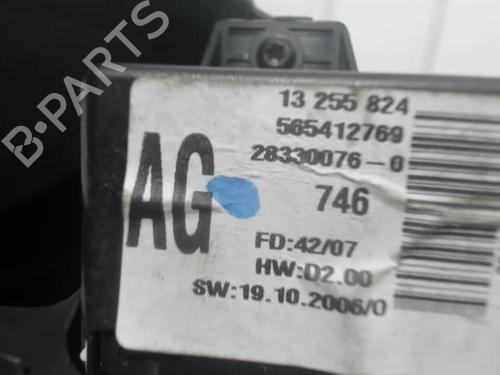 B-PARTS
13 255 824
565412769
28330076-0
AG
746
FD:42/07
HW:D2.00
SW:19.10.2006/0